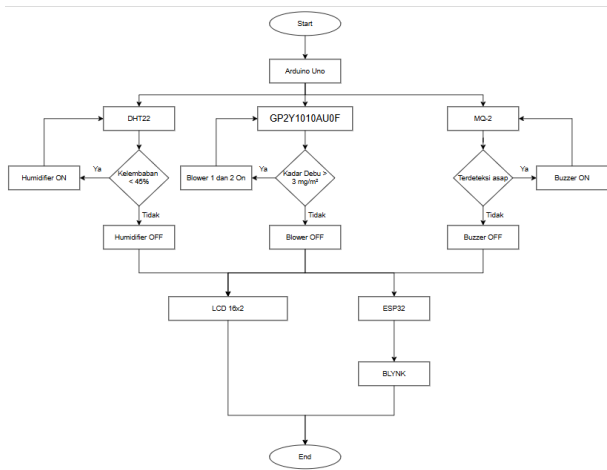 Start
Arduino Uno
DHT22
GP2Y1010AU0F
MQ-2
Humidifier ON
Ya
Kelembaban
< 45%
Blower 1 dan 2 On
Ya
Kadar Debu >
3 mg/m³
Terdeteksi asap
Ya
Buzzer ON
Tidak
Tidak
Tidak
Humidifier OFF
Blower OFF
Buzzer OFF
LCD 16x2
ESP32
BLYNK
End